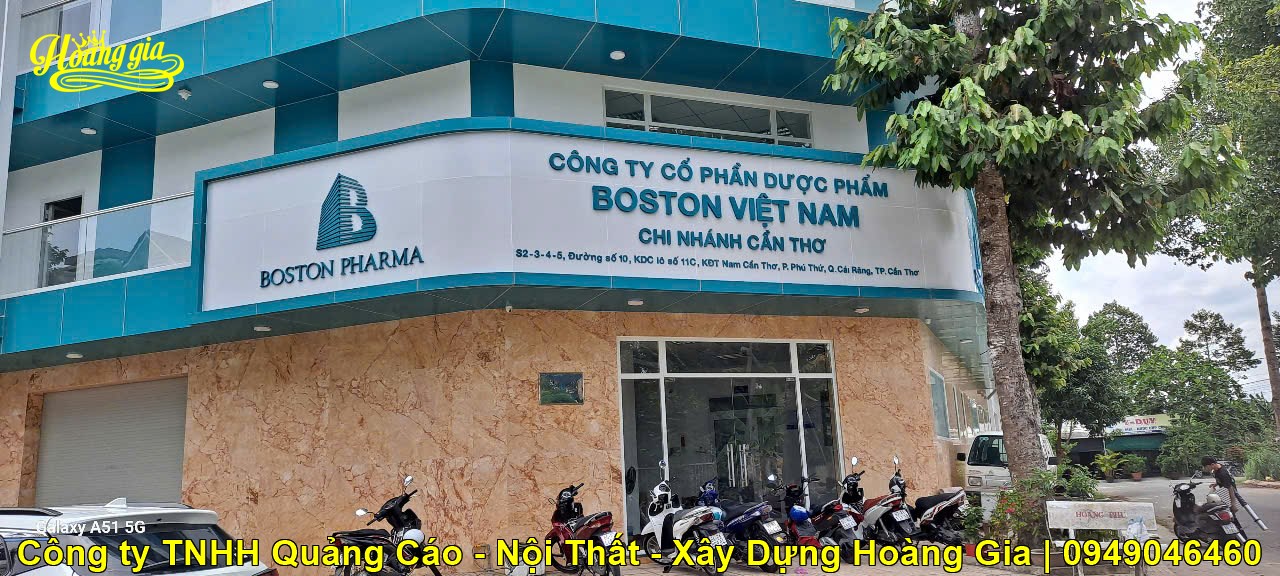 Hoàng gia
CÔNG TY CỔ PHẦN DƯỢC PHẨM
BOSTON VIỆT NAM
CHI NHÁNH CẦN THƠ
S2-3-4-5, Đường số 10, KDC lô số 11C, KĐT Nam Cần Thơ, P. Phú Thứ, Q. Cái Răng, TP. Cần Thơ
B
BOSTON PHARMA
DUY
HOÀNG PHÚ
Galaxy A51 5G
Công ty TNHH Quảng Cáo - Nội Thất - Xây Dựng Hoàng Gia | 0949046460